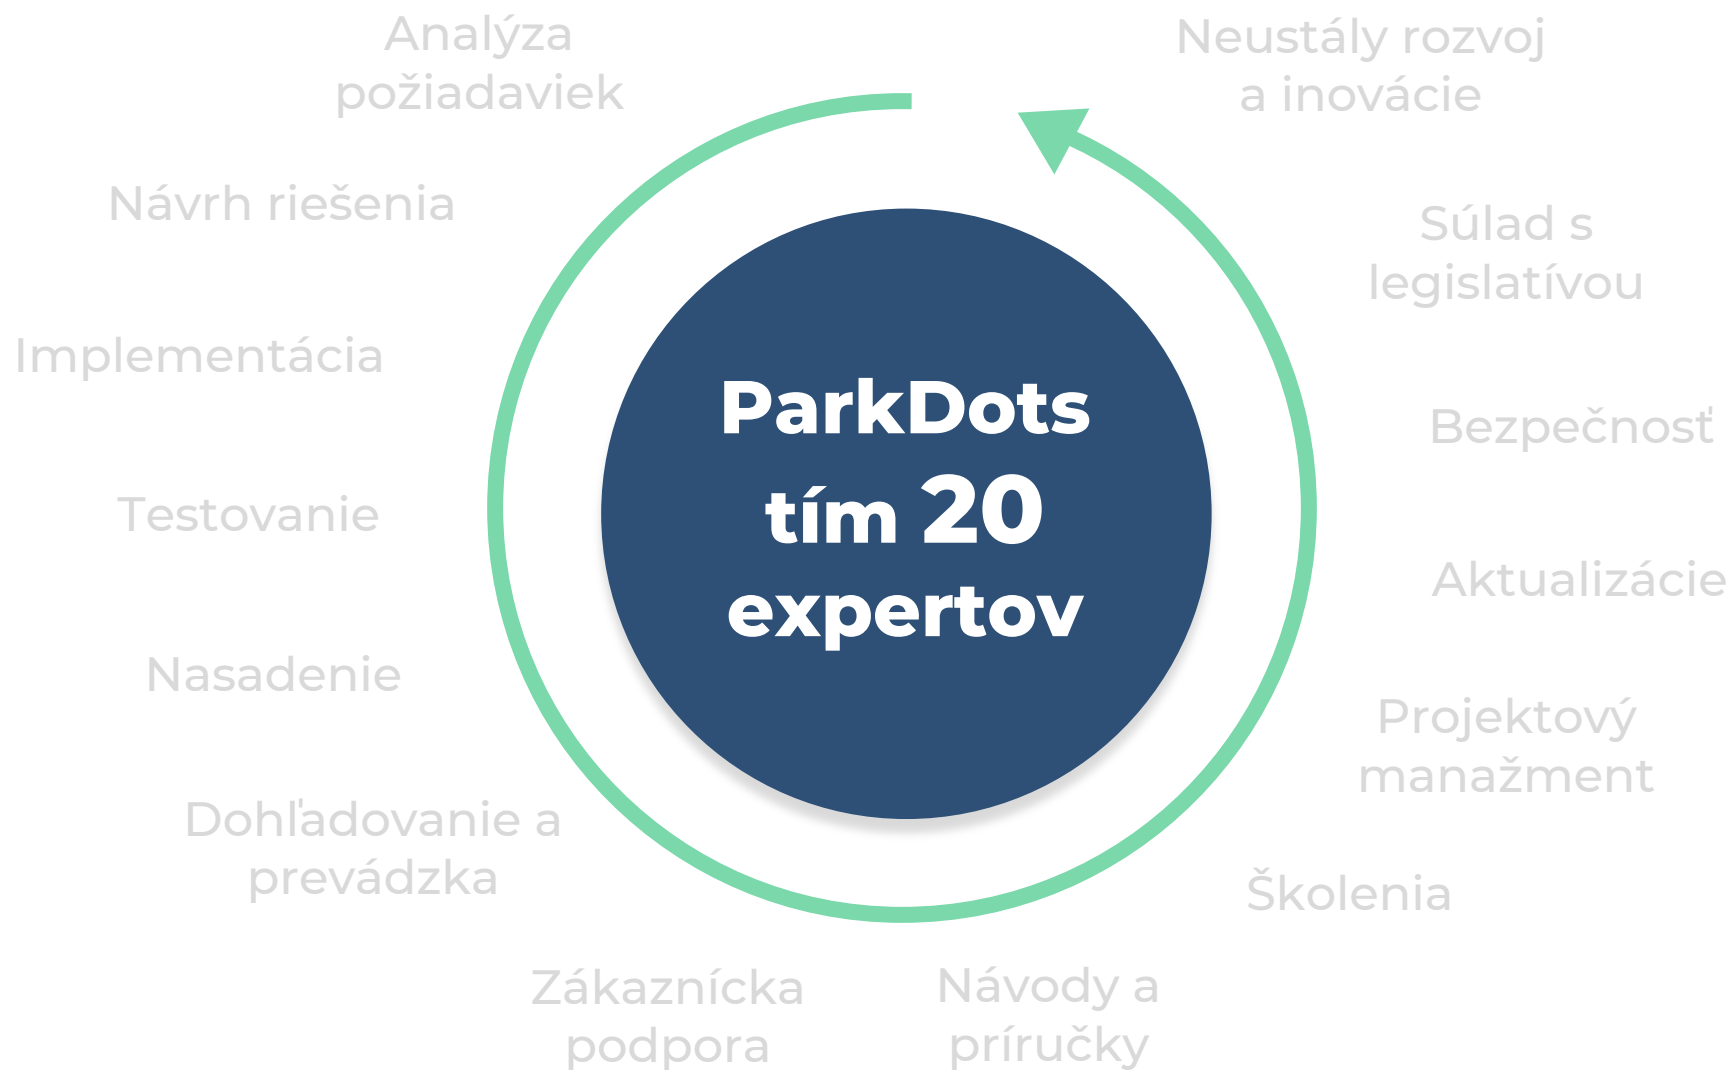 Analýza
požiadaviek
Návrh riešenia
Implementácia
Testovanie
Nasadenie
Dohľadovanie a
prevádzka
Zákaznícka
podpora
Návody a
príručky
Školenia
Projektový
manažment
Aktualizácie
Bezpečnosť
Súlad s
legislatívou
Neustály rozvoj
a inovácie
ParkDots
tím 20
expertov